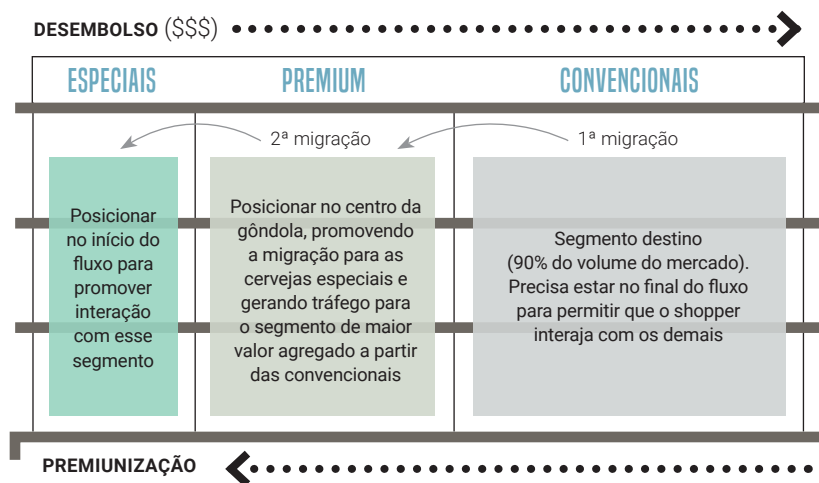 DESEMBOLSO ($$$)
ESPECIAIS
PREMIUM
CONVENCIONAIS
2ª migração
1ª migração
Posicionar
no início do
fluxo para
promover
interação
com esse
segmento
Posicionar no centro da
gôndola, promovendo
a migração para as
cervejas especiais e
gerando tráfego para
o segmento de maior
valor agregado a partir
das convencionais
Segmento destino
(90% do volume do mercado).
Precisa estar no final do fluxo
para permitir que o shopper
interaja com os demais
PREMIUNIZAÇÃO